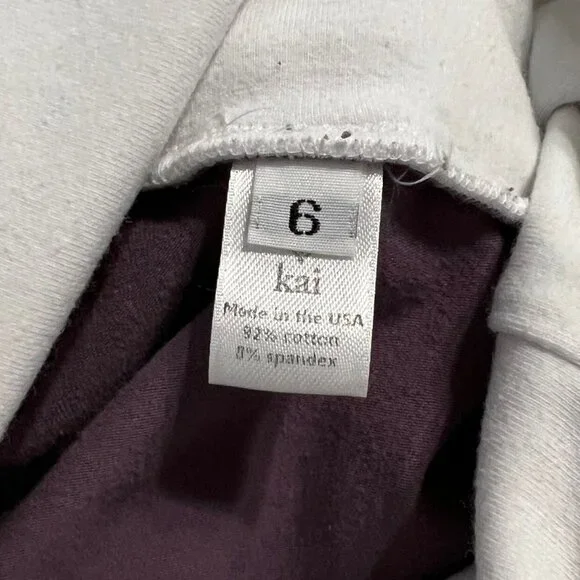 6
kai
Made in the USA
92% cotton
8% spandex